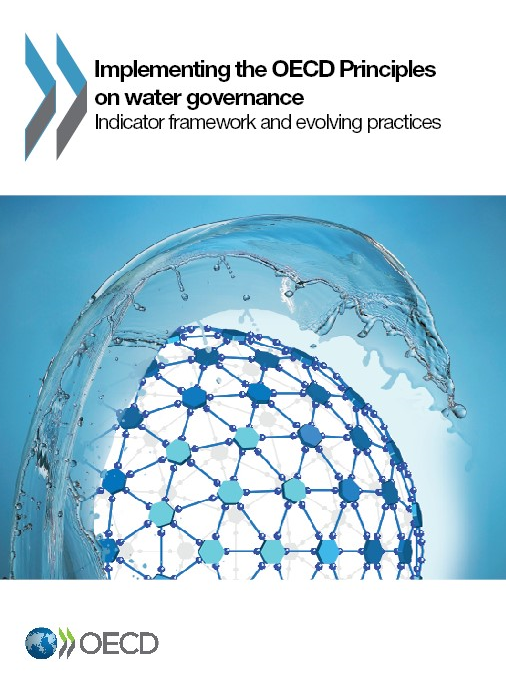 Implementing the OECD Principles
on water governance
Indicator framework and evolving practices
OECD